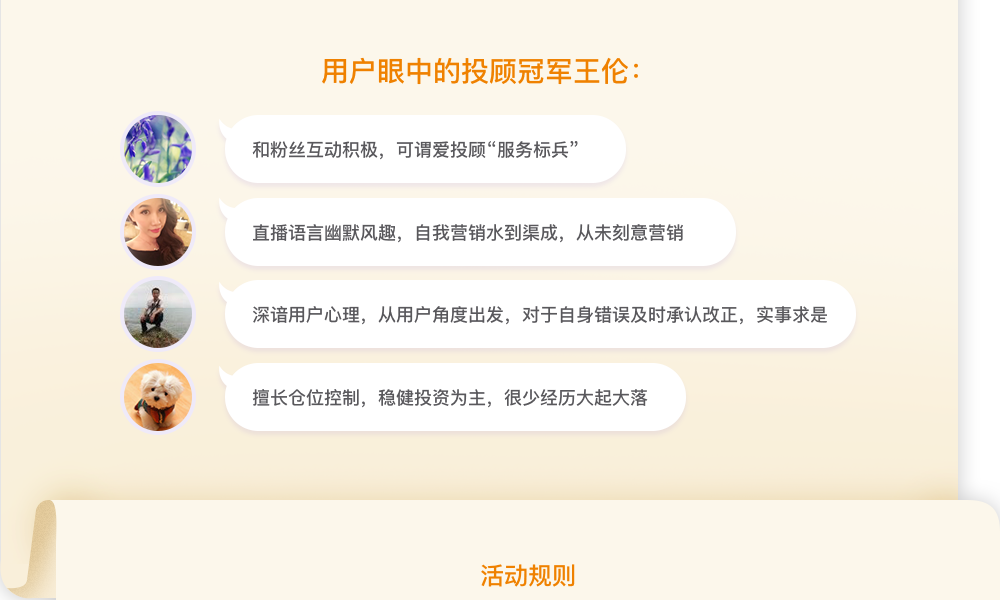 用户眼中的投顾冠军王伦：
和粉丝互动积极，可谓爱投顾“服务标兵”
直播语言幽默风趣，自我营销水到渠成，从未刻意营销
深谙用户心理，从用户角度出发，对于自身错误及时承认改正，实事求是
擅长仓位控制，稳健投资为主，很少经历大起大落
活动规则